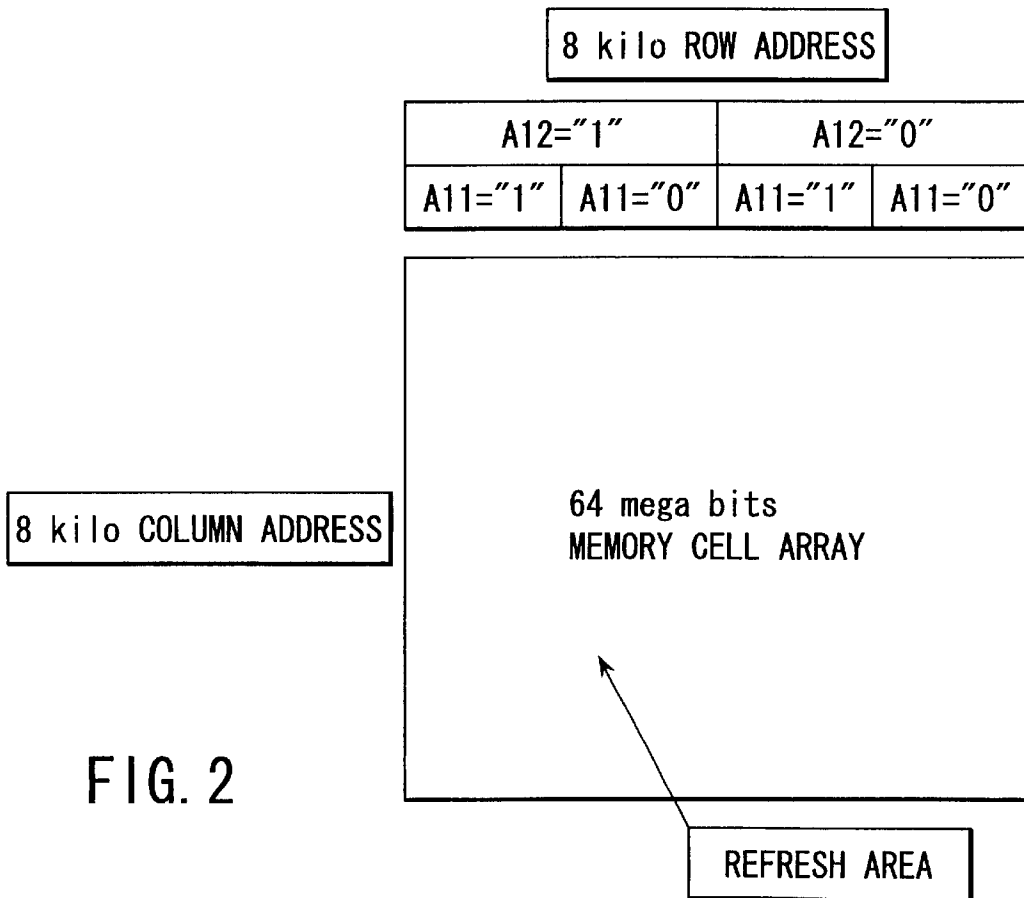 8 kilo ROW ADDRESS
A12="1" A12="0"
A11="1" A11="0" A11="1" A11="0"
8 kilo COLUMN ADDRESS
64 mega bits
MEMORY CELL ARRAY
FIG. 2
REFRESH AREA